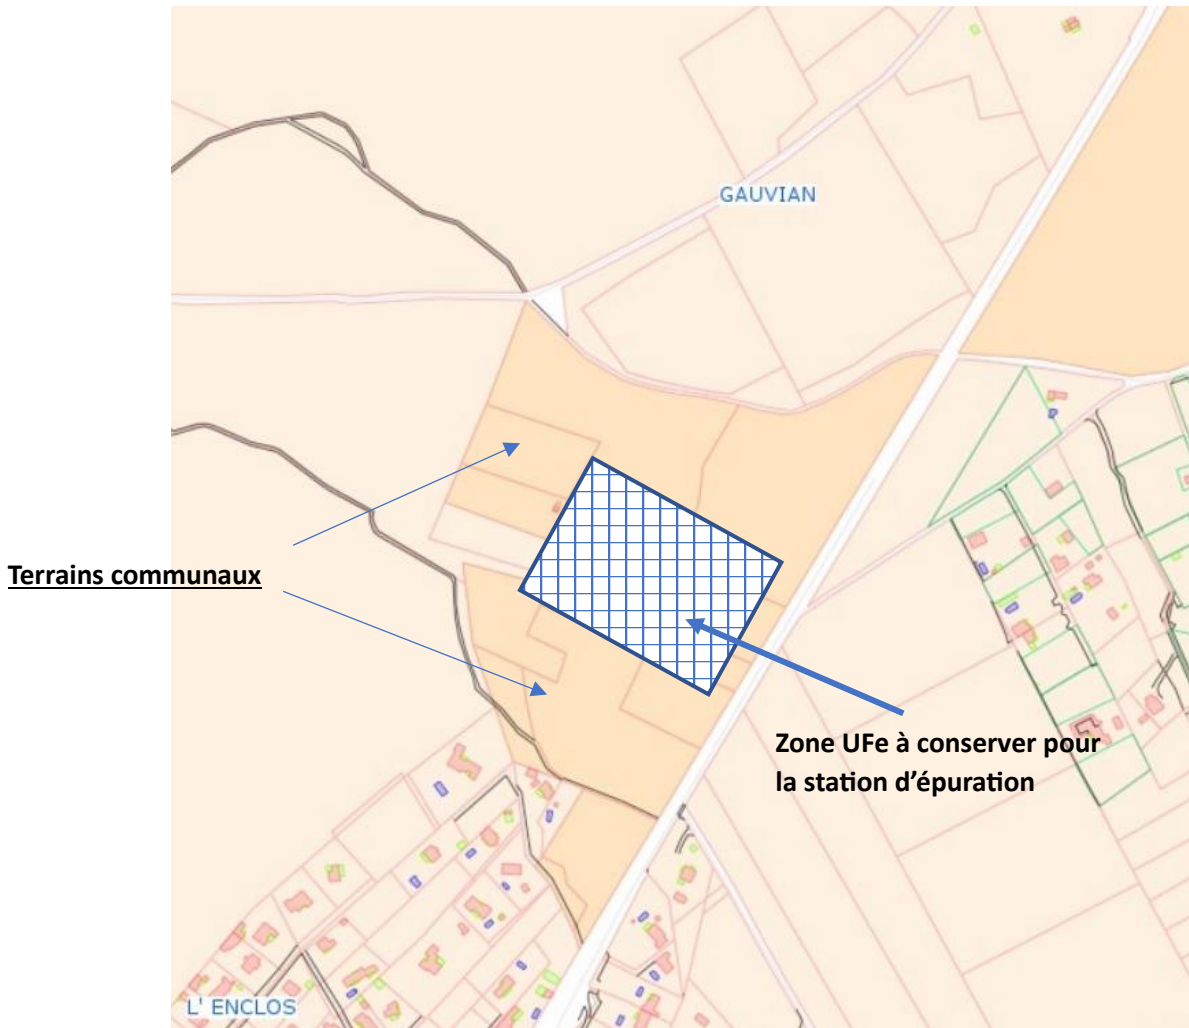 GAUVIAN
Terrains communaux
Zone UFe à conserver pour
la station d'épuration
L' ENCLOS